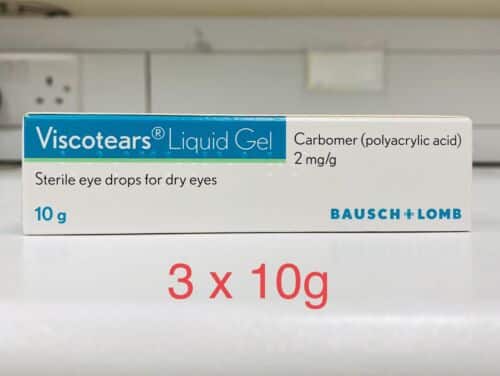 Viscotears® Liquid Gel
Carbomer (polyacrylic acid)
2 mg/g
Sterile eye drops for dry eyes
10 g
BAUSCH + LOMB
3 x 10g